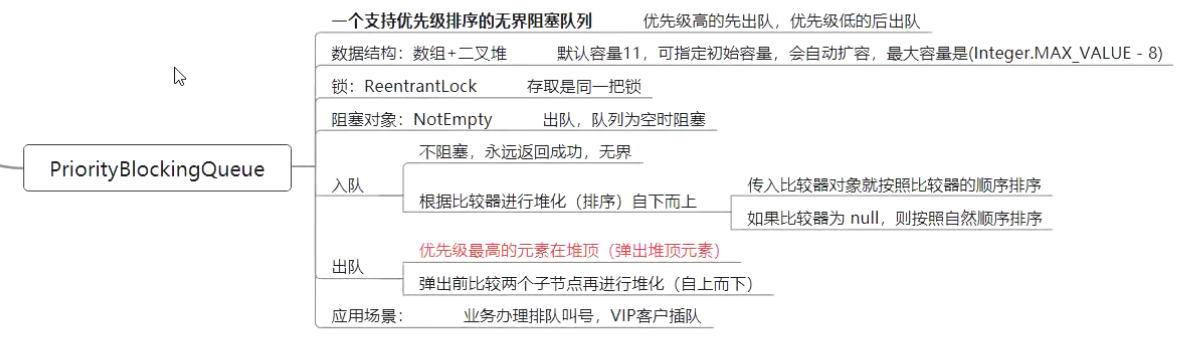 一个支持优先级排序的无界阻塞队列 优先级高的先出队，优先级低的后出队
数据结构：数组+二叉堆 默认容量11，可指定初始容量，会自动扩容，最大容量是(Integer.MAX_VALUE - 8)
锁：ReentrantLock 存取是同一把锁
阻塞对象：NotEmpty 出队，队列为空时阻塞
PriorityBlockingQueue
入队
不阻塞，永远返回成功，无界
根据比较器进行堆化（排序）自下而上
传入比较器对象就按照比较器的顺序排序
如果比较器为 null，则按照自然顺序排序
出队
优先级最高的元素在堆顶（弹出堆顶元素）
弹出前比较两个子节点再进行堆化（自上而下）
应用场景： 业务办理排队叫号，VIP客户插队